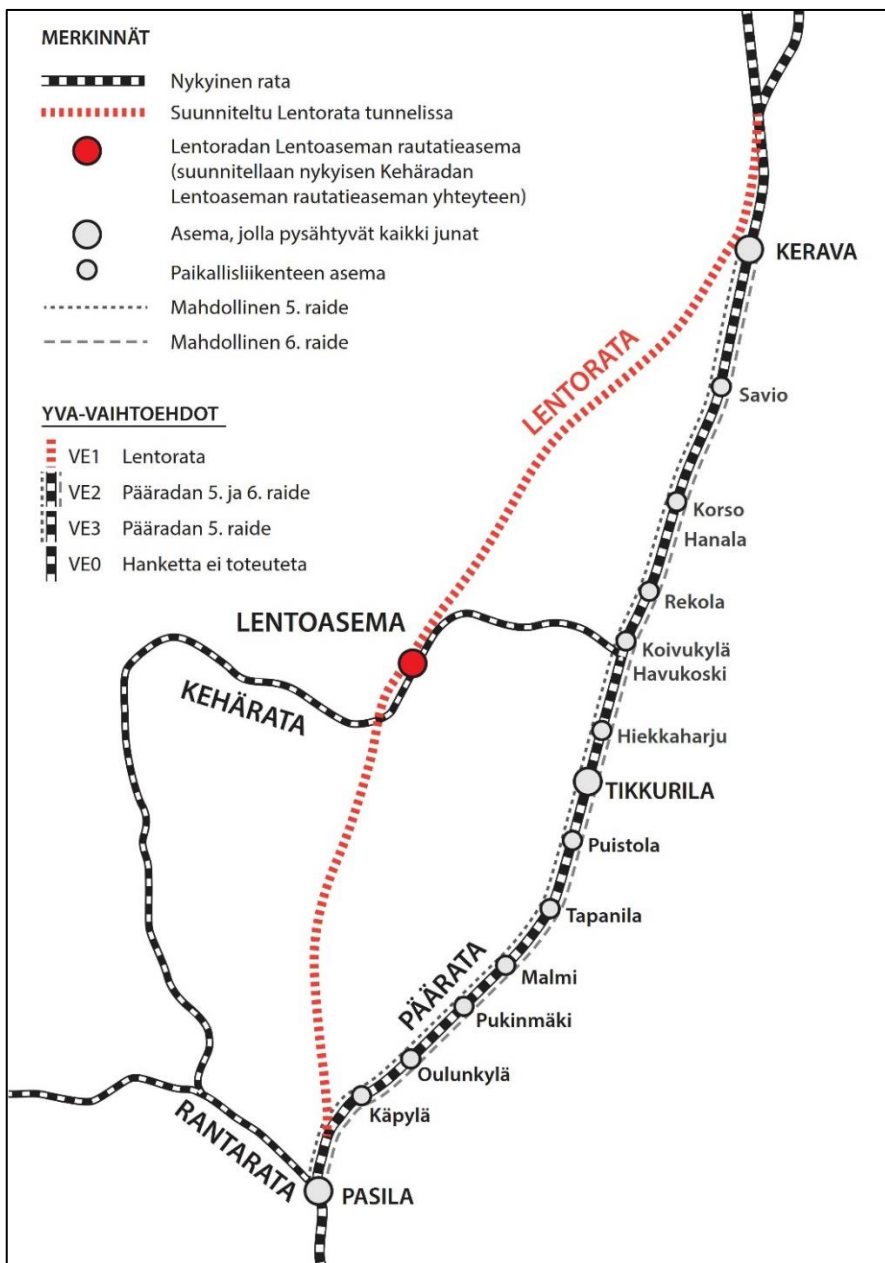 MERKINNÄT
Nykyinen rata
Suunniteltu Lentorata tunnelissa
Lentoradan Lentoaseman rautatieasema
(suunnitellaan nykyisen Kehäradan
Lentoaseman rautatieaseman yhteyteen)
Asema, jolla pysähtyvät kaikki junat
Paikallisliikenteen asema
Mahdollinen 5. raide
Mahdollinen 6. raide
YVA-VAIHTOEHDOT
VE1 Lentorata
VE2 Pääradan 5. ja 6. raide
VE3 Pääradan 5. raide
VE0 Hanketta ei toteuteta
KERAVA
LENTORATA
Savio
Korso
Hanala
Rekola
LENTOASEMA
Koivukylä
Havukoski
KEHÄRATA
Hiekkaharju
TIKKURILA
Puistola
Tapanila
PÄÄRATA
Malmi
Pukinmäki
Oulunkylä
Käpylä
RANTARATA
PASILA